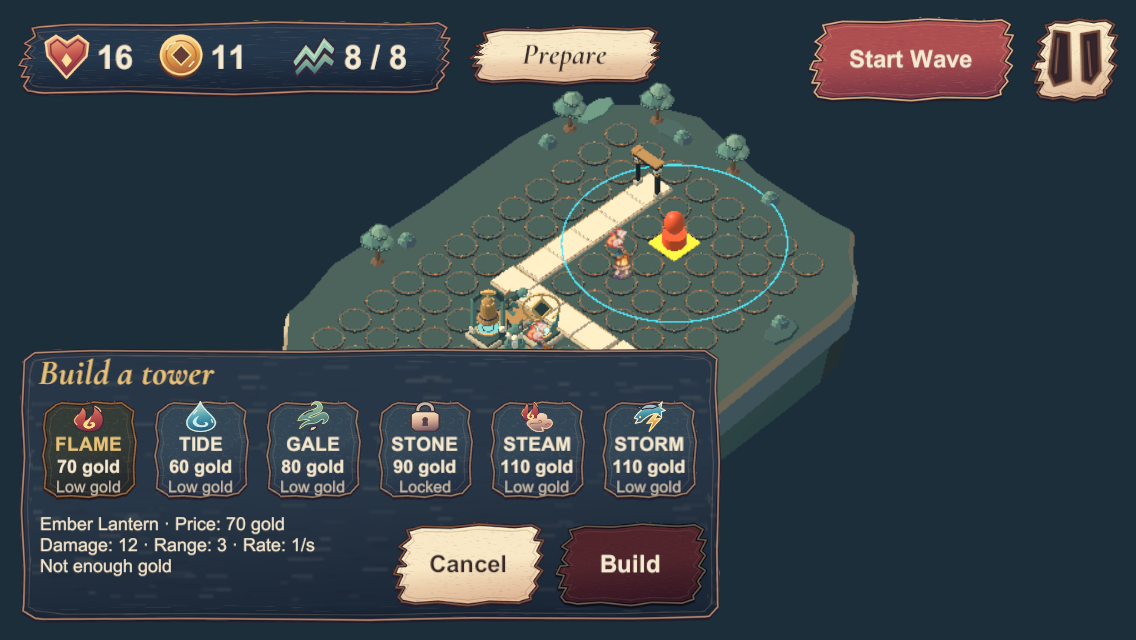 16 11 8 / 8
Prepare
Start Wave
Build a tower
FLAME
70 gold
Low gold
TIDE
60 gold
Low gold
GALE
80 gold
Low gold
STONE
90 gold
Locked
STEAM
110 gold
Low gold
STORM
110 gold
Low gold
Ember Lantern · Price: 70 gold
Damage: 12 · Range: 3 · Rate: 1/s
Not enough gold
Cancel
Build